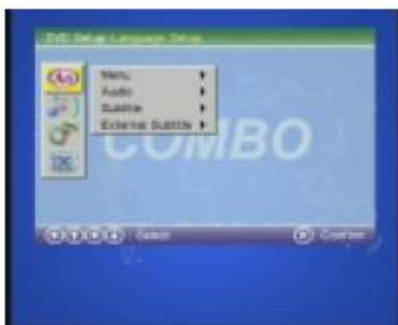 DVD Setup:Language Setup
Menu
Audio
Subtitle
External Subtitle
COMBO
: Select
: Confirm